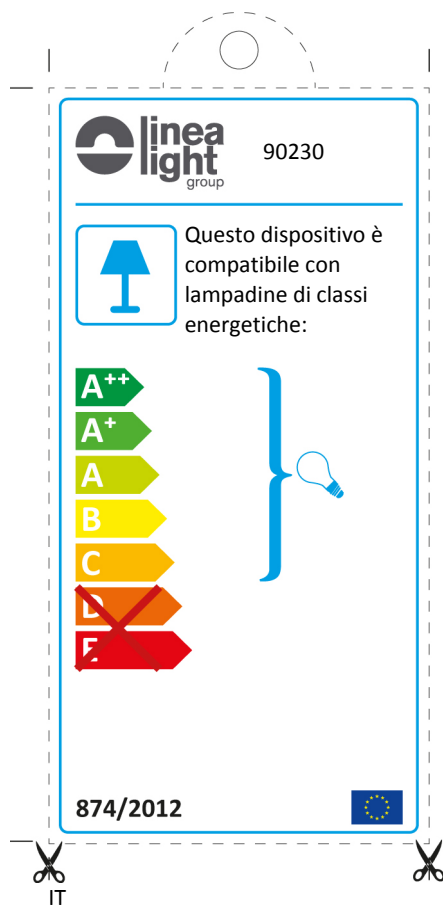 linea
light
group
90230
Questo dispositivo è
compatibile con
lampadine di classi
energetiche:
A++
A+
A
B
C
D
E
874/2012
IT